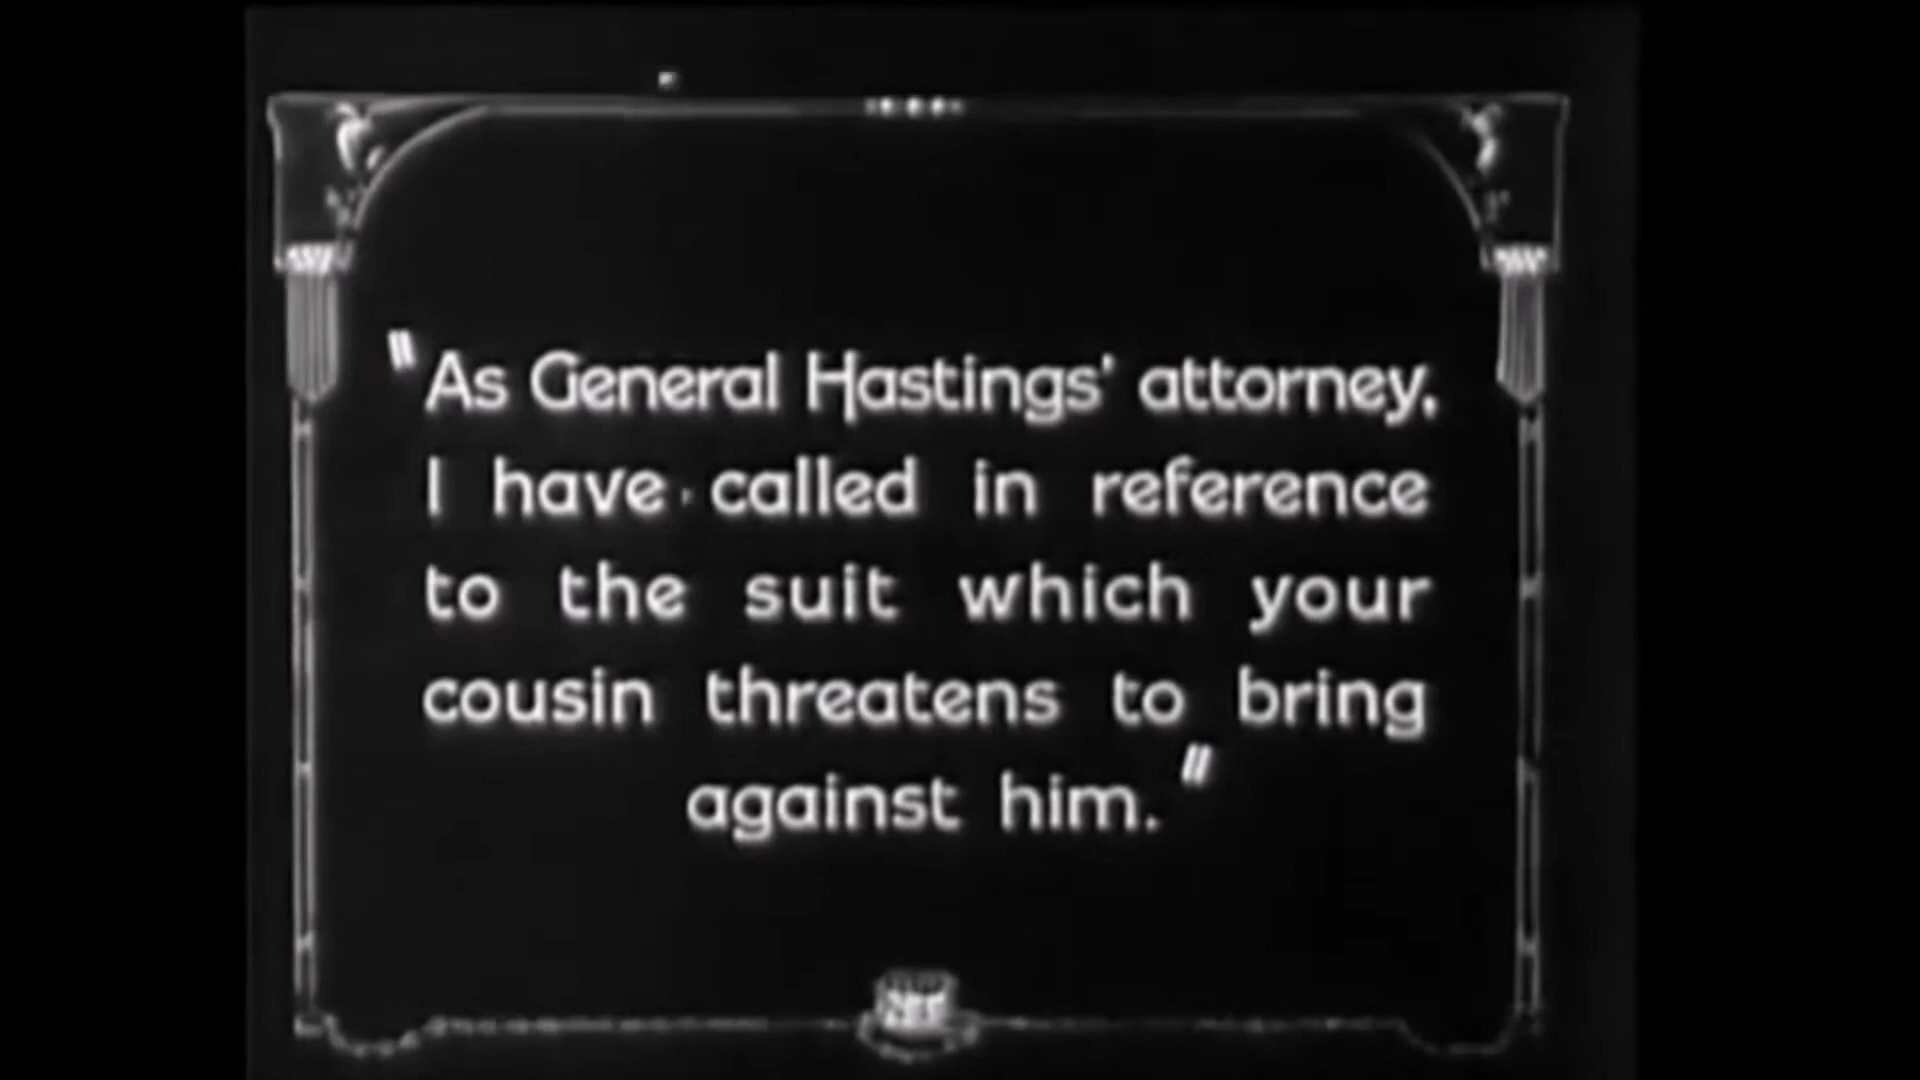 "As General Hastings' attorney,
I have called in reference
to the suit which your
cousin threatens to bring
against him."